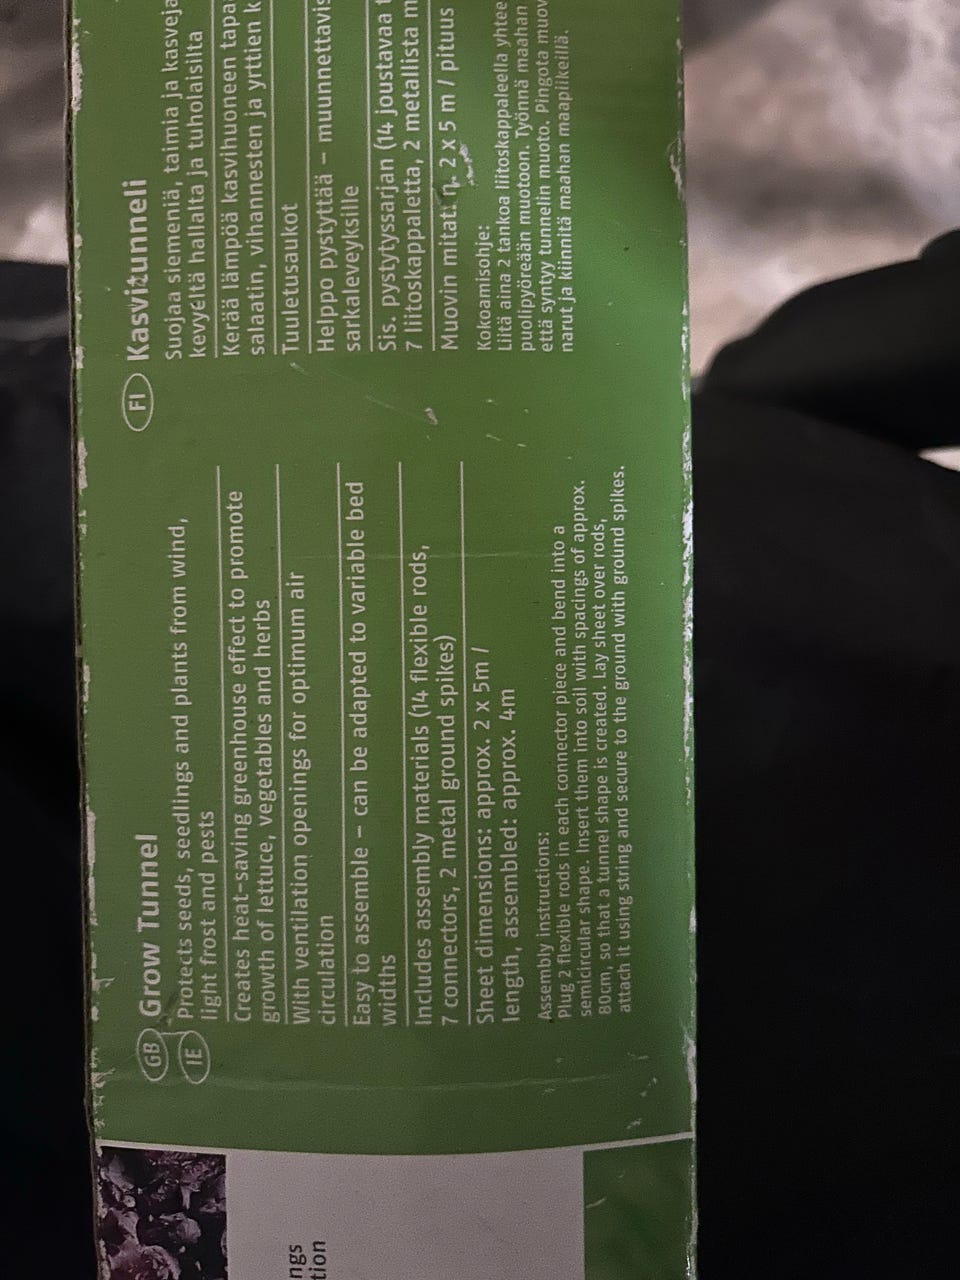 GB
IE
Grow Tunnel
Protects seeds, seedlings and plants from wind,
light frost and pests
Creates heat-saving greenhouse effect to promote
growth of lettuce, vegetables and herbs
With ventilation openings for optimum air
circulation
Easy to assemble – can be adapted to variable bed
widths
Includes assembly materials (14 flexible rods,
7 connectors, 2 metal ground spikes)
Sheet dimensions: approx. 2 x 5m /
length, assembled: approx. 4m
Assembly instructions:
Plug 2 flexible rods in each connector piece and bend into a
semicircular shape. Insert them into soil with spacings of approx.
80cm, so that a tunnel shape is created. Lay sheet over rods,
attach it using string and secure to the ground with ground spikes.
FI
Kasvitunneli
Suojaa siemeniä, taimia ja kasveja
kevyeltä hallalta ja tuholaisilta
Kerää lämpöä kasvihuoneen tapa
salaatin, vihannesten ja yrttien k
Tuuletusaukot
Helppo pystyttää – munnettavis
sarkaleveyksille
Sis. pystytyssarjan (14 joustavaa t
7 liitoskappaletta, 2 metallista m
Muovin mitat: n. 2 x 5 m / pituus
Kokoamisohje:
Liitä aina 2 tankoa liitoskappaleella yhtee
puolipyöreään muotoon. Työnnä maahan
että syntyy tunnelin muoto. Pingota muov
narut ja kiinnitä maahan maapiikeillä.
ngs
tion